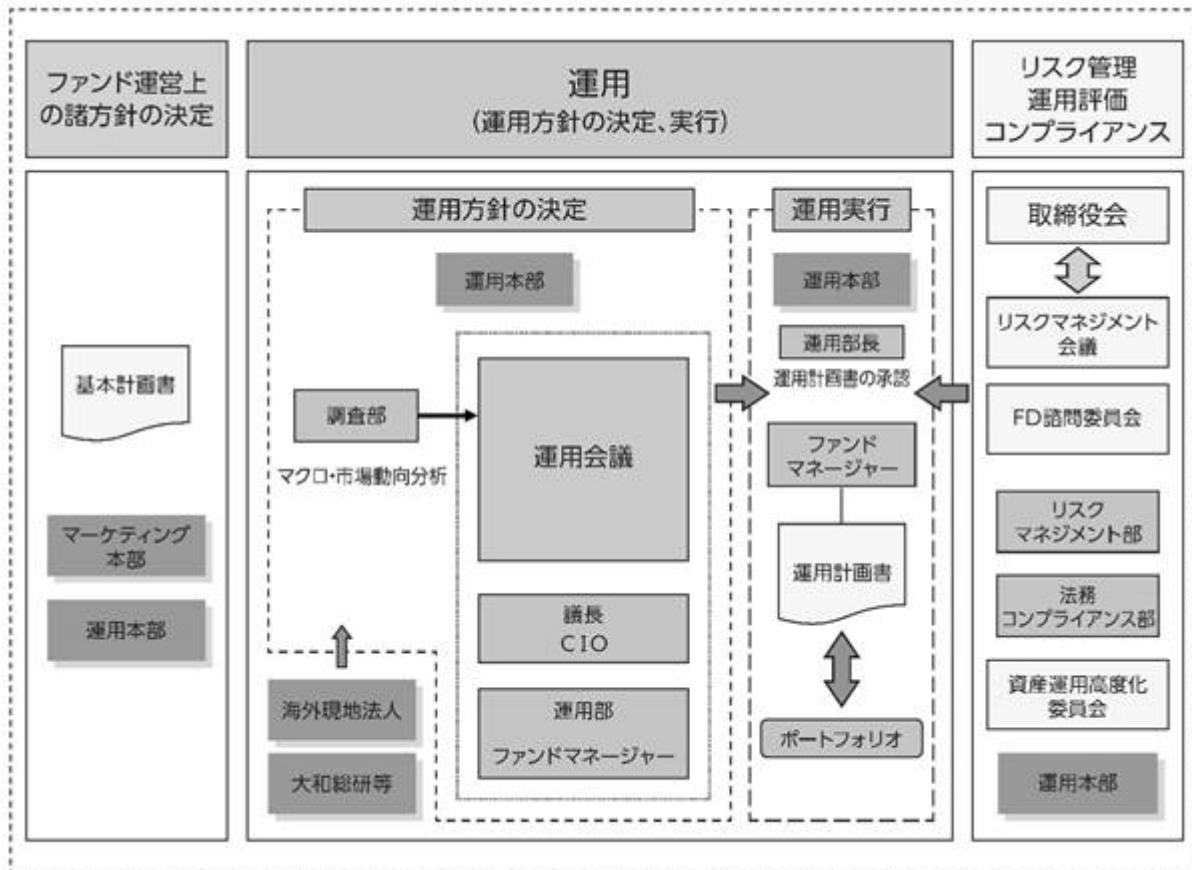 ファンド運営上
の諸方針の決定
運用
(運用方針の決定、実行)
リスク管理
運用評価
コンプライアンス
基本計画書
マーケティング
本部
運用本部
運用方針の決定
運用本部
調査部
マクロ・市場動向分析
運用会議
議長
CIO
運用部
ファンドマネージャー
海外現地法人
大和総研等
運用実行
運用本部
運用部長
運用計画書の承認
ファンド
マネージャー
運用計画書
ポートフォリオ
取締役会
リスクマネジメント
会議
FD諮問委員会
リスク
マネジメント部
法務
コンプライアンス部
資産運用高度化
委員会
運用本部